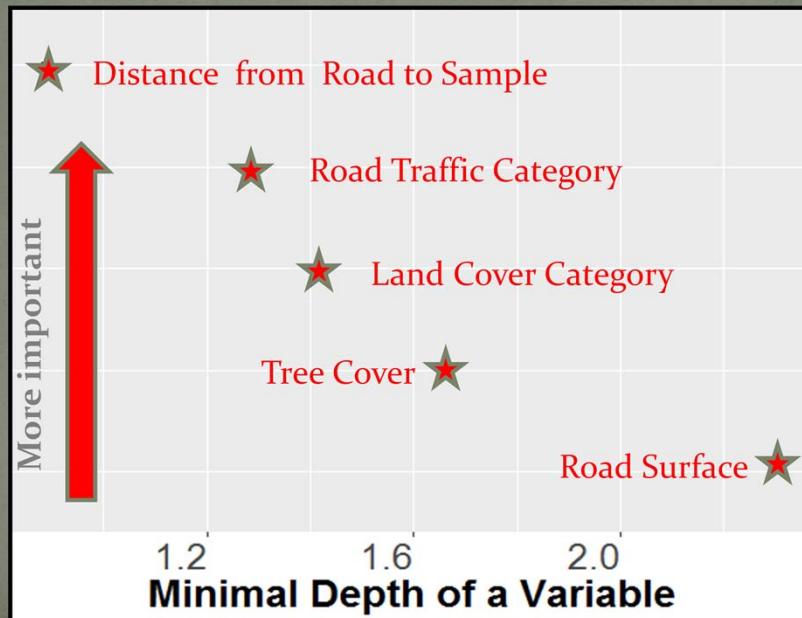 Distance from Road to Sample
Road Traffic Category
Land Cover Category
Tree Cover
Road Surface
More important
1.2 1.6 2.0
Minimal Depth of a Variable